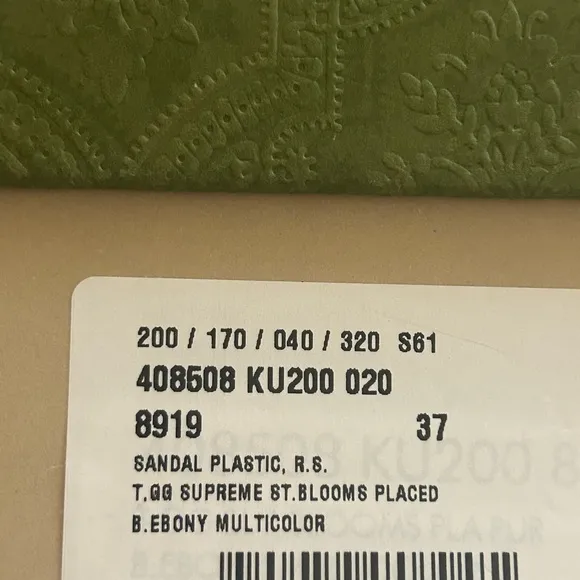 200 / 170 / 040 / 320 S61
408508 KU200 020
8919 37
SANDAL PLASTIC, R.S.
T.GG SUPREME ST.BLOOMS PLACED
B.EBONY MULTICOLOR